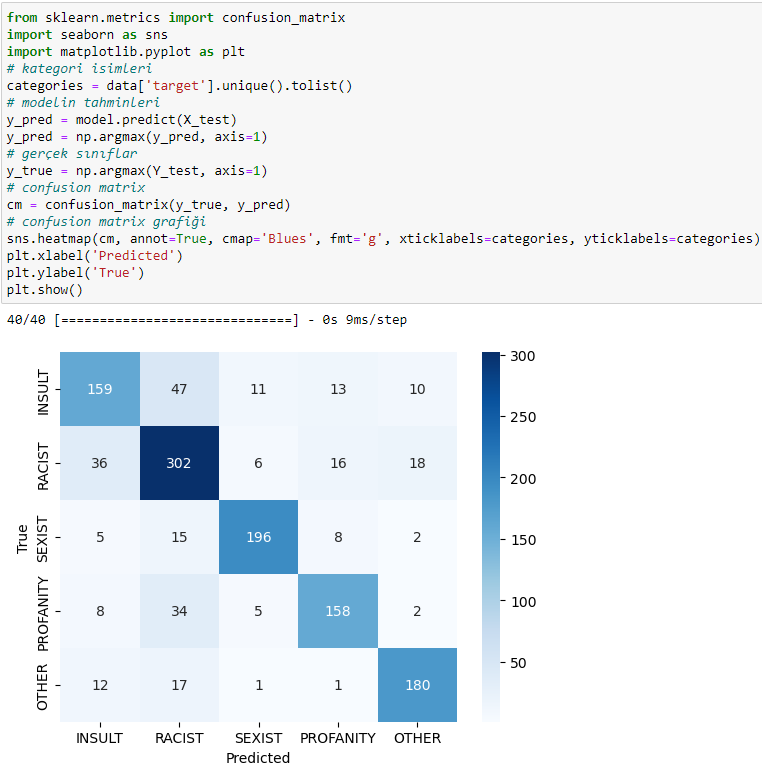 from sklearn.metrics import confusion_matrix
import seaborn as sns
import matplotlib.pyplot as plt
# kategori isimleri
categories = data['target'].unique().tolist()
# modelin tahminleri
y_pred = model.predict(X_test)
y_pred = np.argmax(y_pred, axis=1)
# gerçek sınıflar
y_true = np.argmax(Y_test, axis=1)
# confusion matrix
cm = confusion_matrix(y_true, y_pred)
# confusion matrix grafiği
sns.heatmap(cm, annot=True, cmap='Blues', fmt='g', xticklabels=categories, yticklabels=categories)
plt.xlabel('Predicted')
plt.ylabel('True')
plt.show()
40/40 [==============================] - 0s 9ms/step
True
INSULT 159 47 11 13 10
RACIST 36 302 6 16 18
SEXIST 5 15 196 8 2
PROFANITY 8 34 5 158 2
OTHER 12 17 1 1 180
INSULT RACIST SEXIST PROFANITY OTHER
Predicted
300
250
200
150
100
50